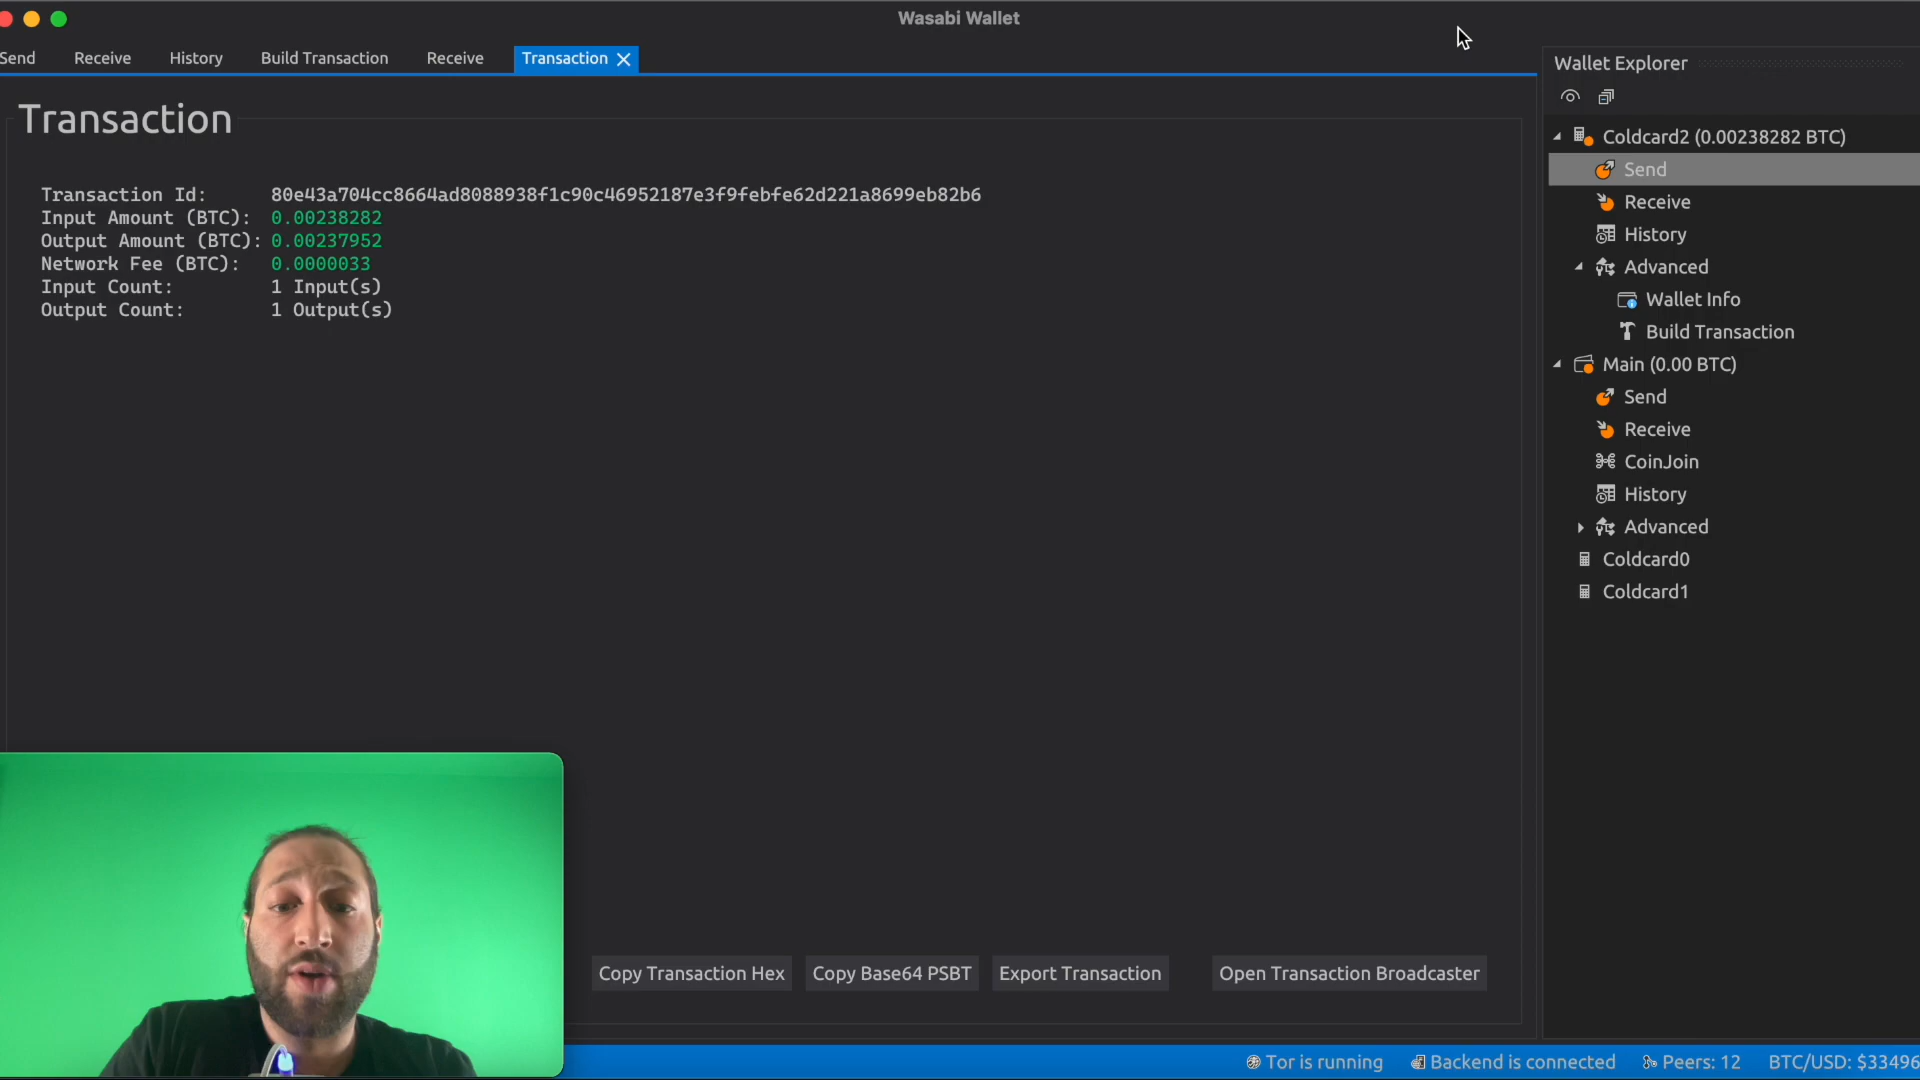 Wasabi Wallet
Send Receive History Build Transaction Receive Transaction
Wallet Explorer
Transaction
Transaction Id: 80e43a704cc8664ad8088938f1c90c46952187e3f9febfe62d221a8699eb82b6
Input Amount (BTC): 0.00238282
Output Amount (BTC): 0.00237952
Network Fee (BTC): 0.0000033
Input Count: 1 Input(s)
Output Count: 1 Output(s)
Coldcard2 (0.00238282 BTC)
Send
Receive
History
Advanced
Wallet Info
Build Transaction
Main (0.00 BTC)
Send
Receive
CoinJoin
History
Advanced
Coldcard0
Coldcard1
Copy Transaction Hex Copy Base64 PSBT Export Transaction Open Transaction Broadcaster
Tor is running Backend is connected Peers: 12 BTC/USD: $33496